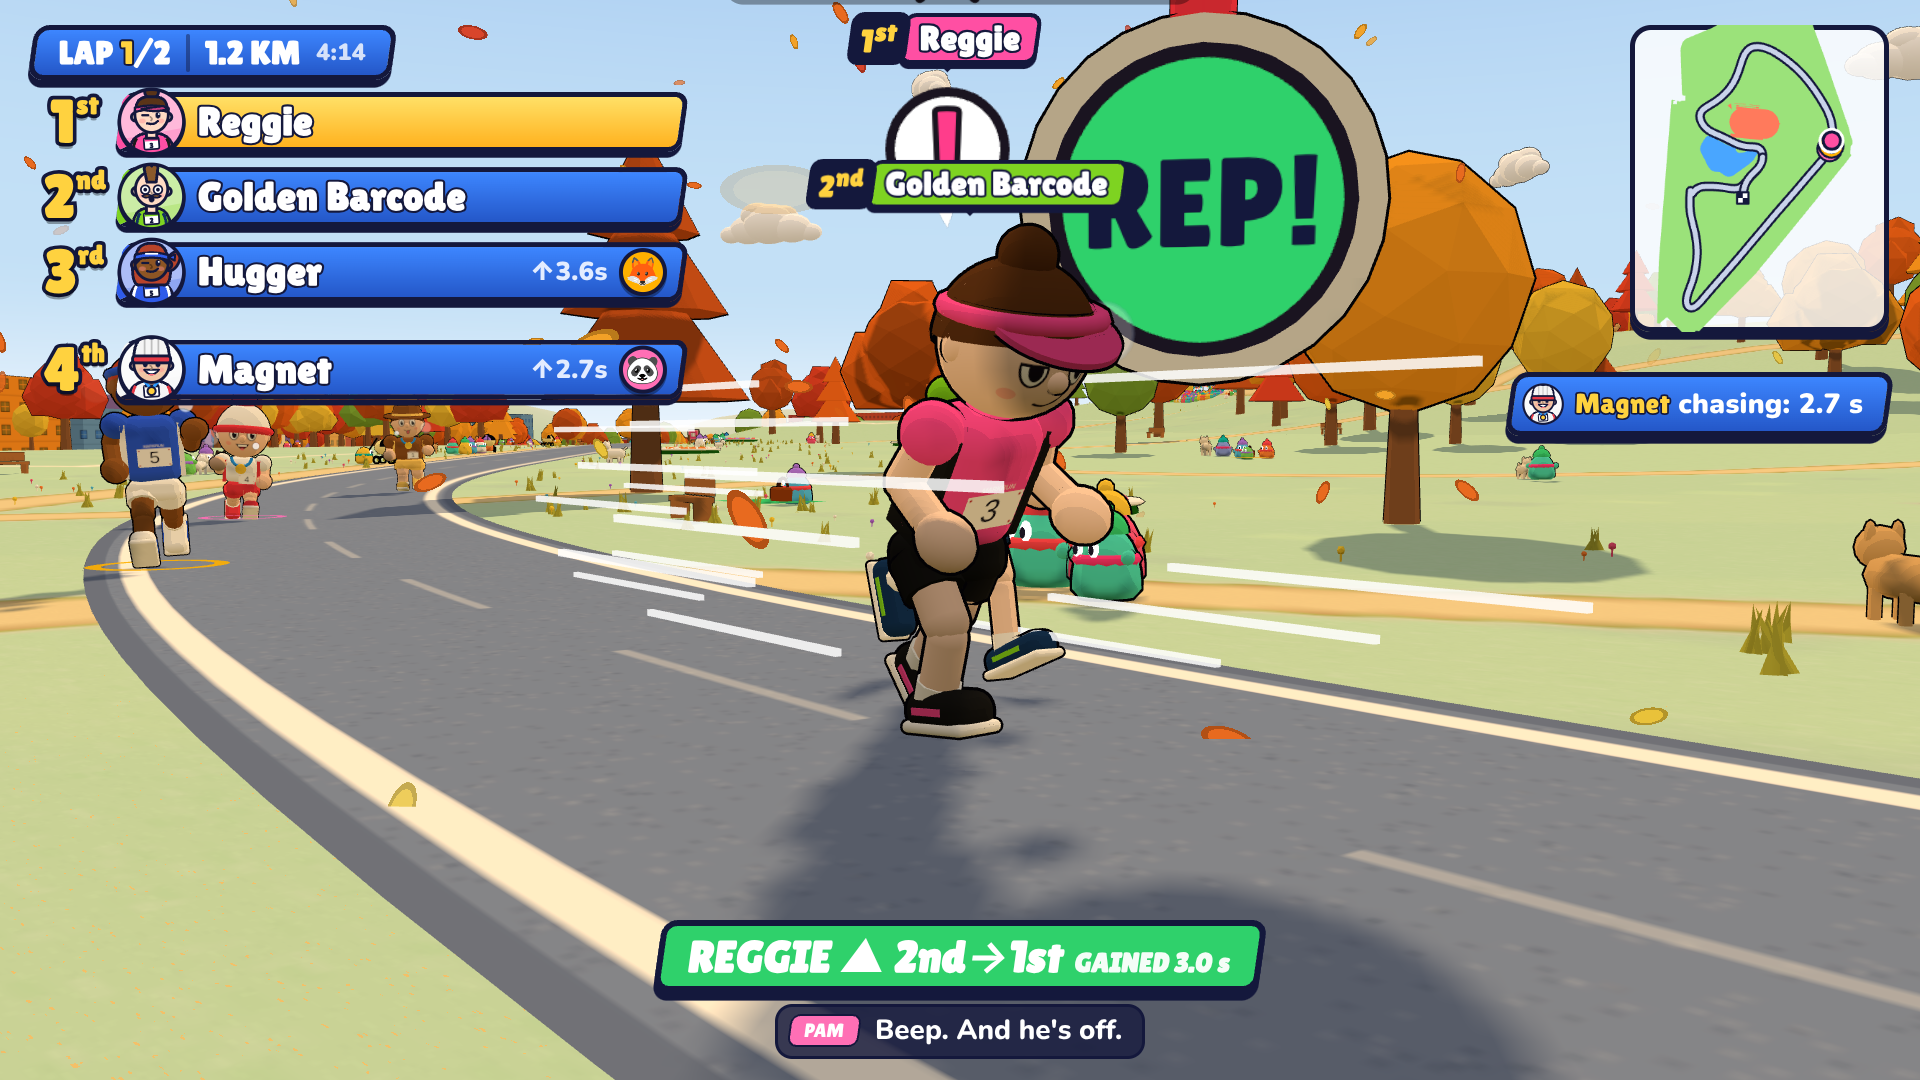 LAP 1/2 1.2 KM 4:14
1st Reggie
2nd Golden Barcode
3rd Hugger ↑3.6s
4th Magnet ↑2.7s
1st Reggie
2nd Golden Barcode
REP!
Magnet chasing: 2.7 s
5
4
3
REGGIE ▲ 2nd→1st GAINED 3.0 s
PAM Beep. And he's off.